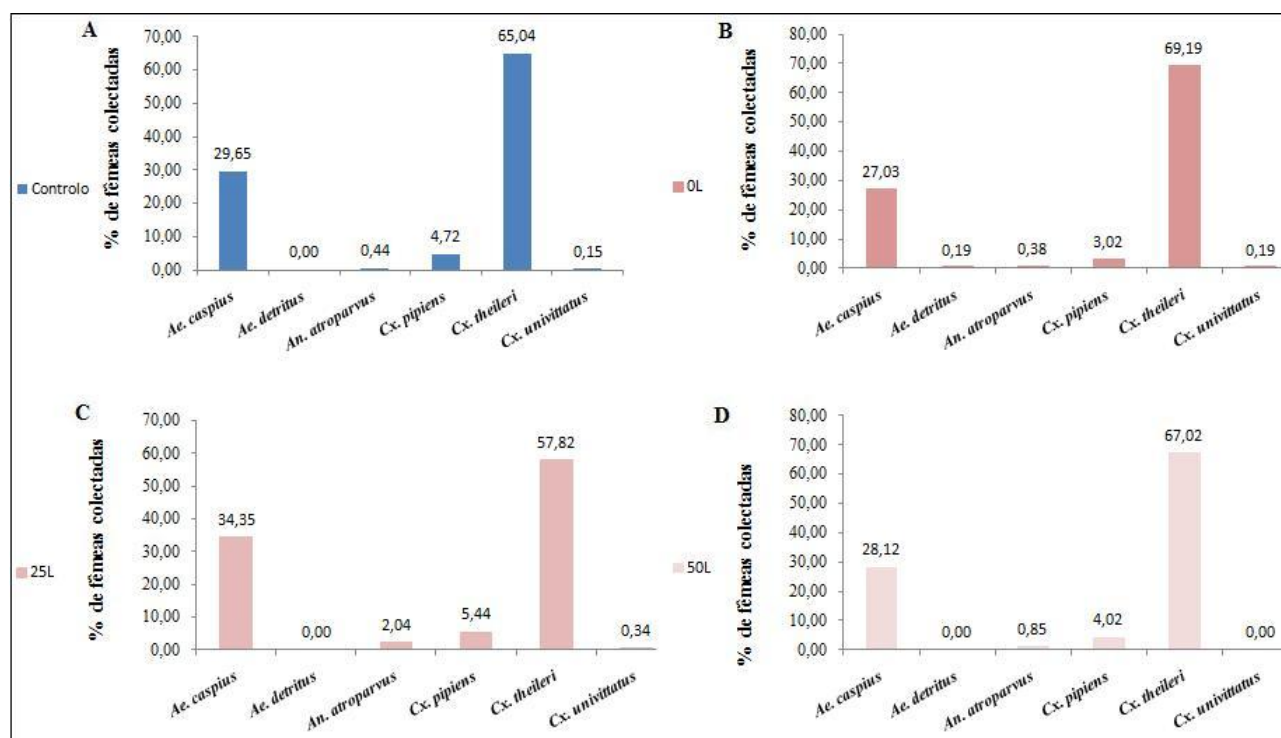 A
% de fêmeas colectadas
70,00
60,00
50,00
40,00
30,00
20,00
10,00
0,00
29,65
0,00
0,44
4,72
65,04
0,15
Controlo
Ae. caspius
Ae. detritus
An. atroparvus
Cx. pipiens
Cx. theileri
Cx. univittatus
B
% de fêmeas colectadas
80,00
70,00
60,00
50,00
40,00
30,00
20,00
10,00
0,00
27,03
0,19
0,38
3,02
69,19
0,19
0L
Ae. caspius
Ae. detritus
An. atroparvus
Cx. pipiens
Cx. theileri
Cx. univittatus
C
% de fêmeas colectadas
70,00
60,00
50,00
40,00
30,00
20,00
10,00
0,00
34,35
0,00
2,04
5,44
57,82
0,34
25L
Ae. caspius
Ae. detritus
An. atroparvus
Cx. pipiens
Cx. theileri
Cx. univittatus
D
% de fêmeas colectadas
80,00
70,00
60,00
50,00
40,00
30,00
20,00
10,00
0,00
28,12
0,00
0,85
4,02
67,02
0,00
50L
Ae. caspius
Ae. detritus
An. atroparvus
Cx. pipiens
Cx. theileri
Cx. univittatus